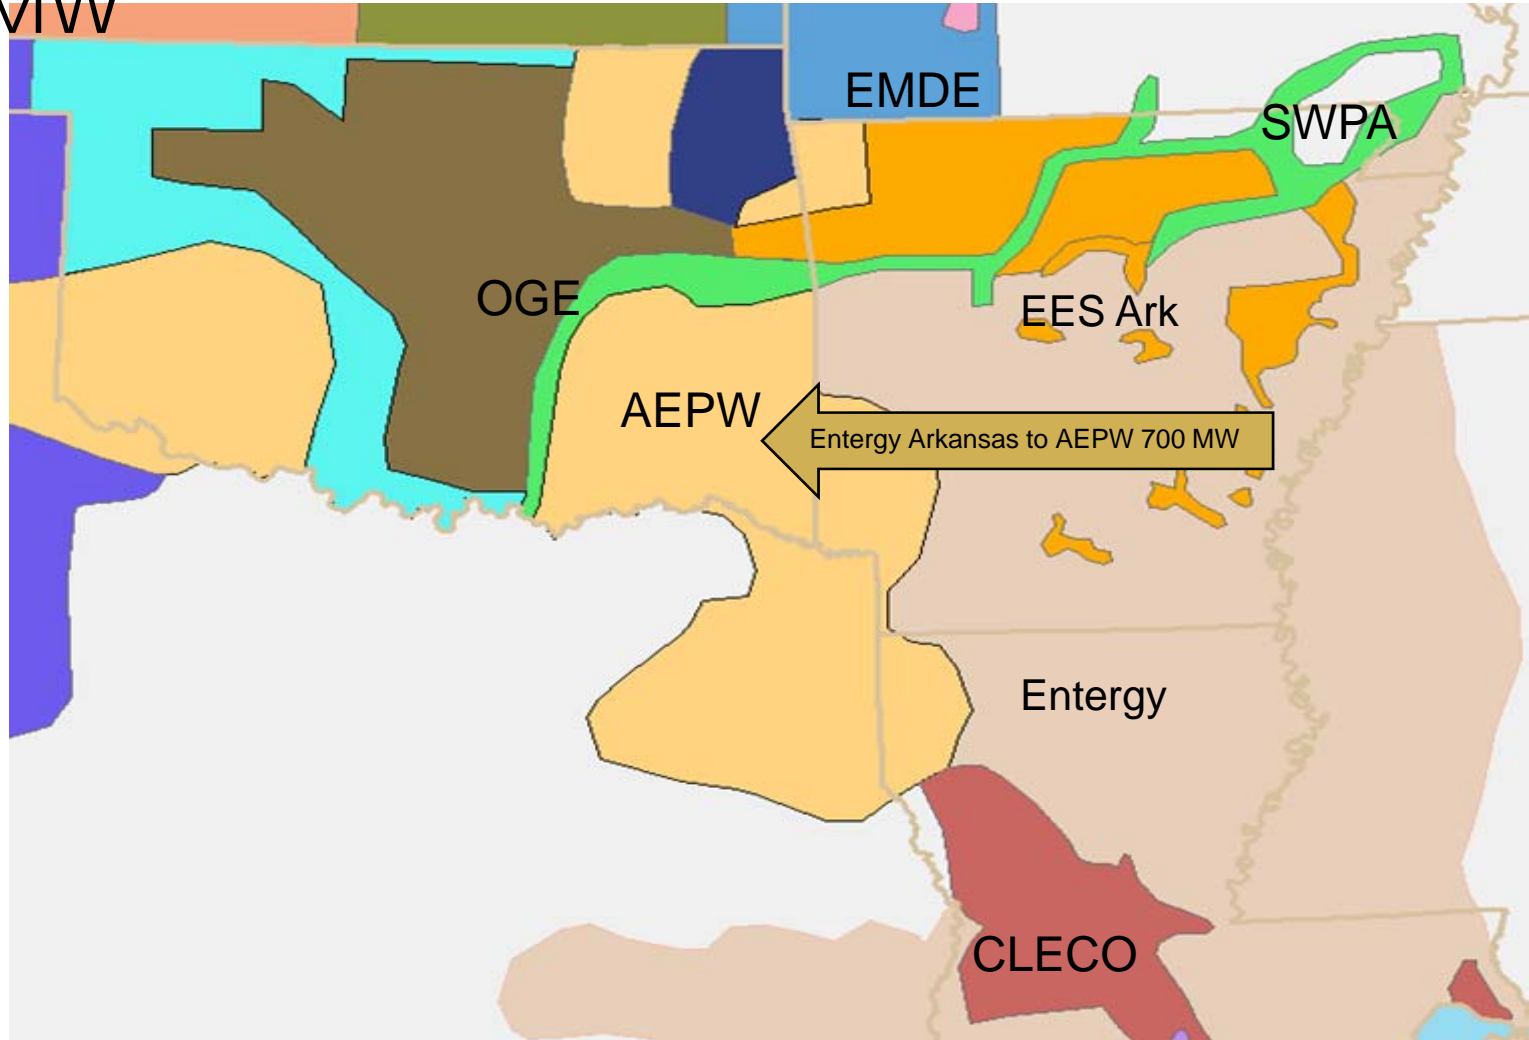 EMDE
SWPA
OGE
EES Ark
AEPW
Entergy Arkansas to AEPW 700 MW
Entergy
CLECO